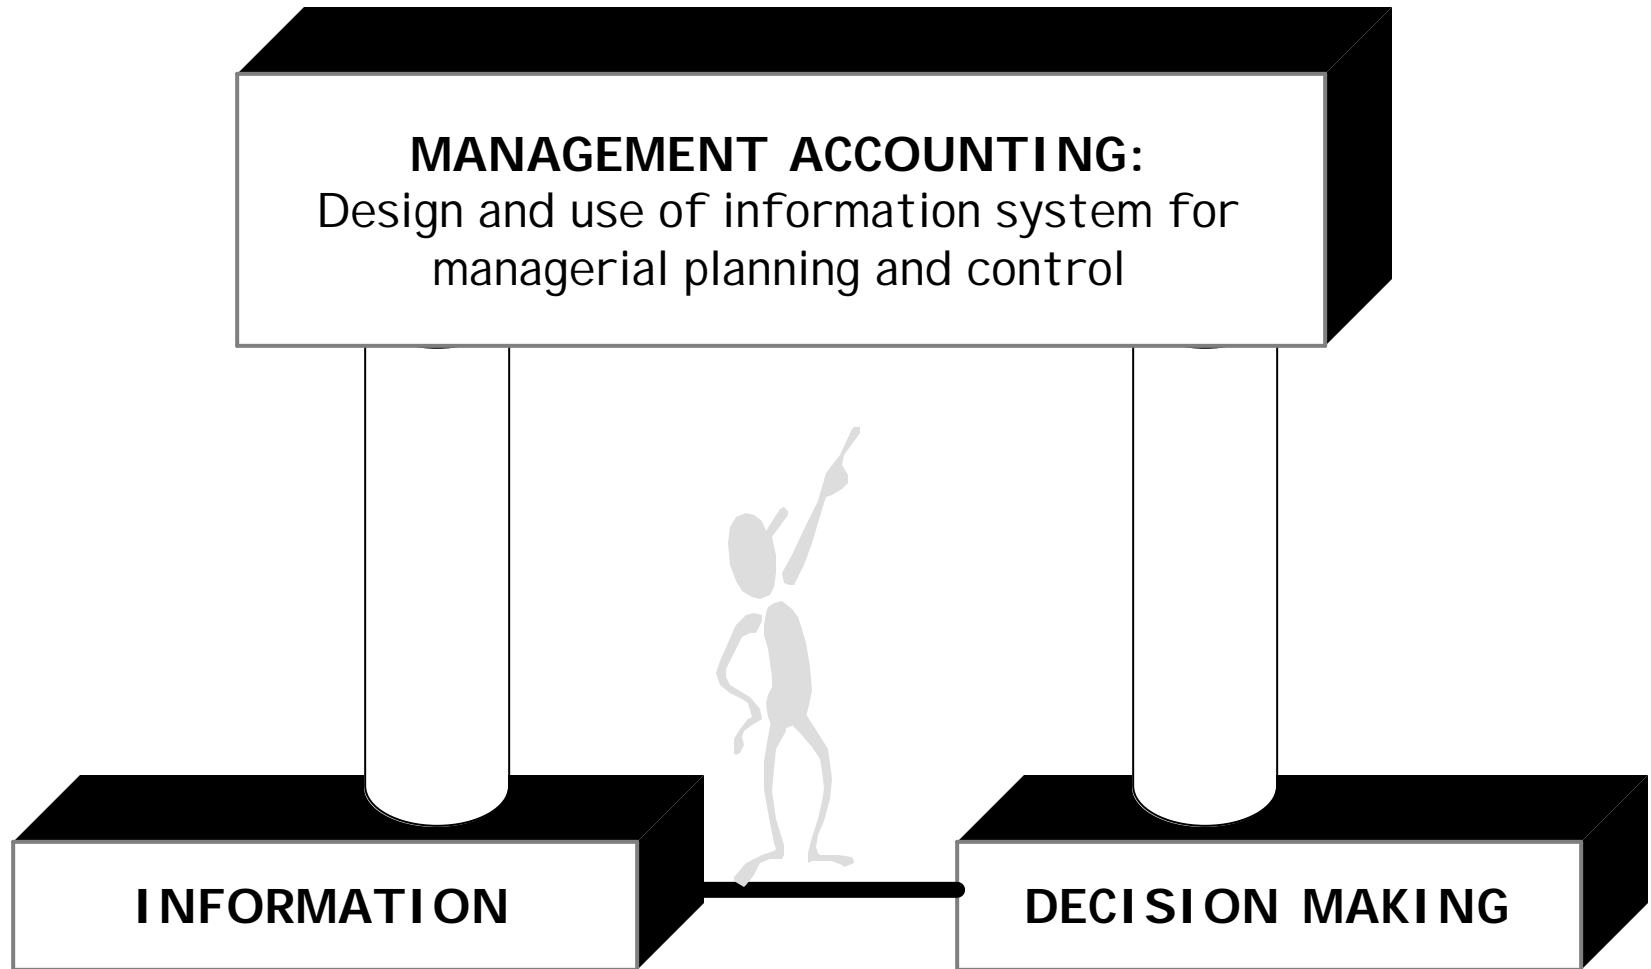 MANAGEMENT ACCOUNTING:
Design and use of information system for
managerial planning and control
INFORMATION
DECISION MAKING